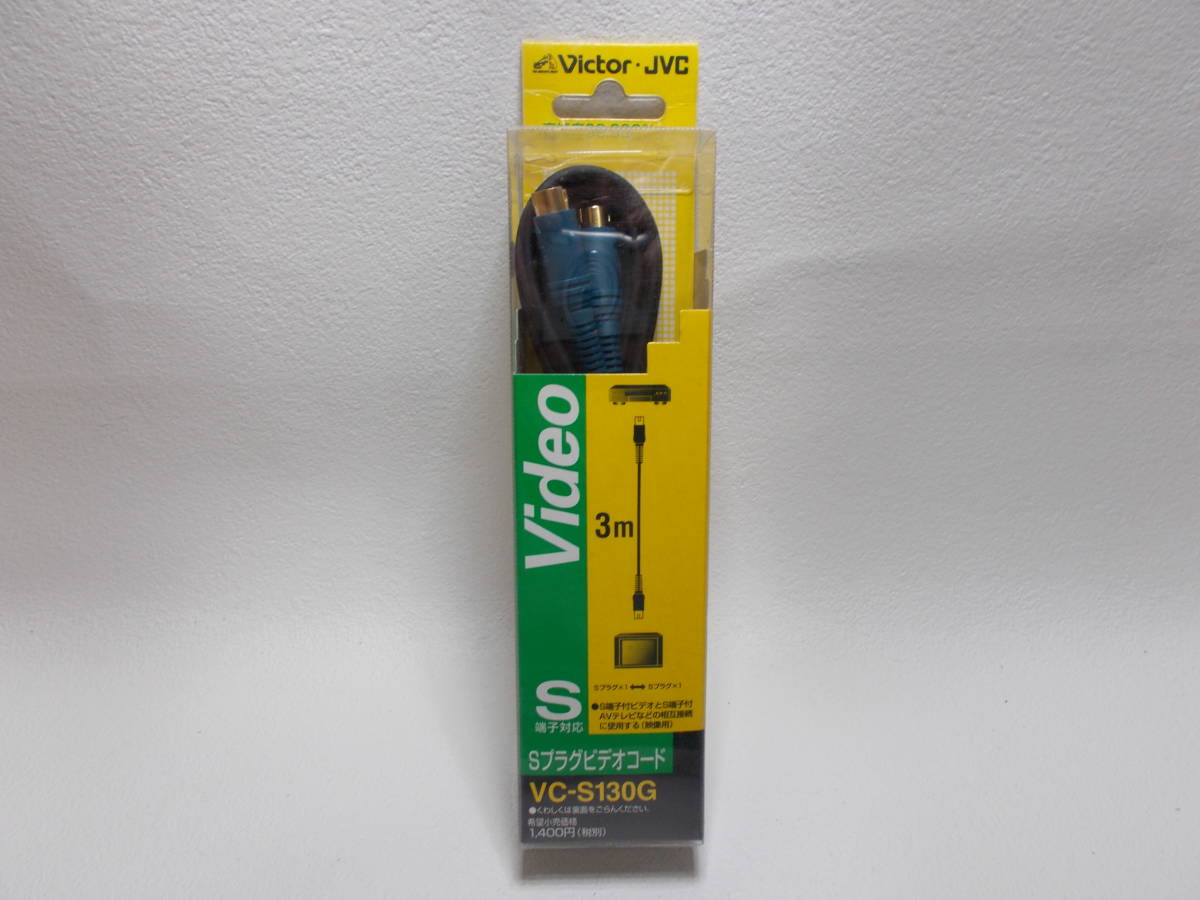 Victor・JVC
Video
3m
Sプラグ×1 Sプラグ×1
●S端子付ビデオとS端子付
AVテレビなどの相互接続
に使用する(映像用)
S
端子対応
Sプラグビデオコード
VC-S130G
●くわしくは裏面をごらんください。
希望小売価格
1,400円(税別)